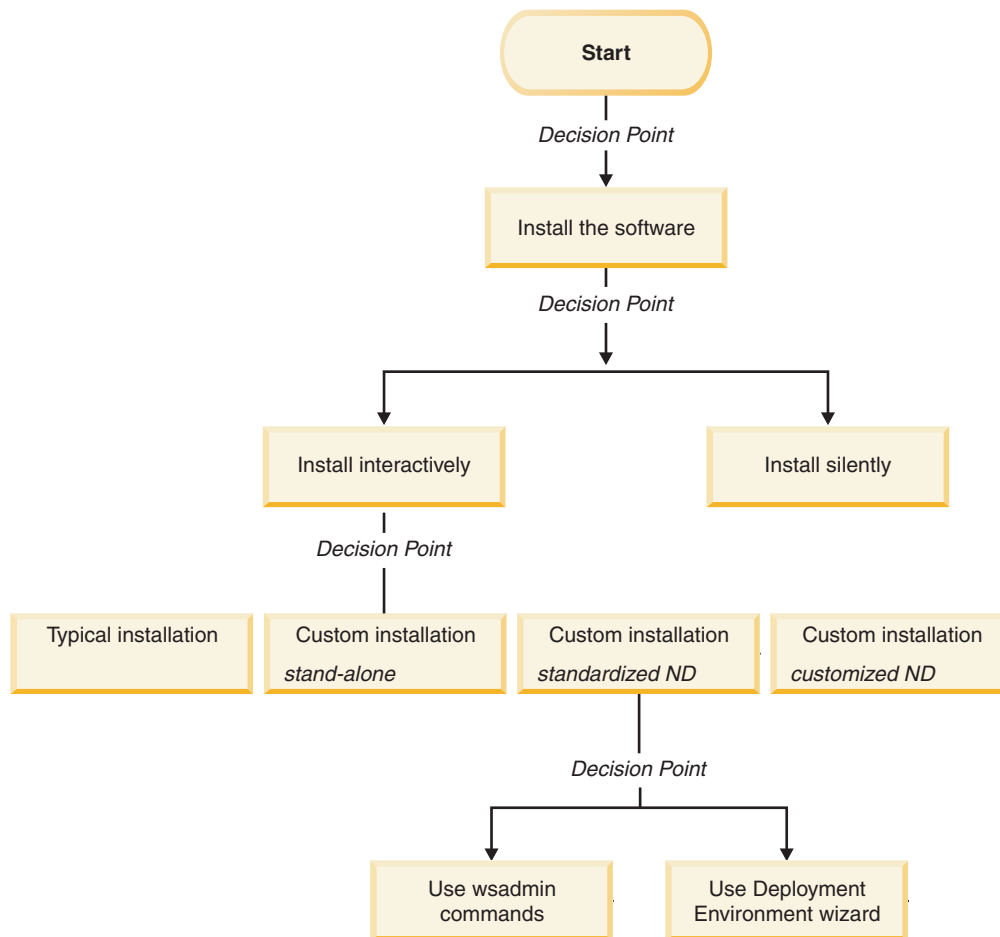 Start
Decision Point
Install the software
Decision Point
Install interactively
Install silently
Decision Point
Typical installation
Custom installation
stand-alone
Custom installation
standardized ND
Custom installation
customized ND
Decision Point
Use wsadmin
commands
Use Deployment
Environment wizard